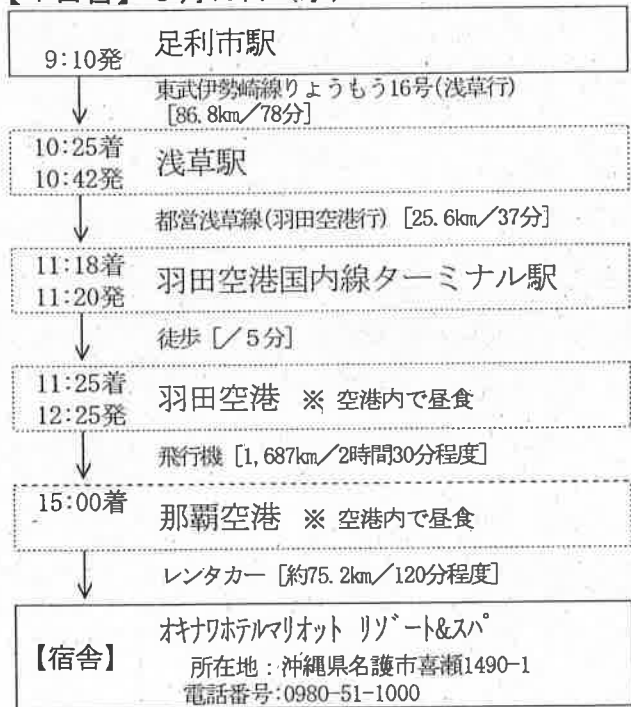 9:10発 足利市駅
東武伊勢崎線りょうもう16号(浅草行)
[86.8km/78分]
10:25着
10:42発
浅草駅
都営浅草線(羽田空港行) [25.6km/37分]
11:18着
11:20発
羽田空港国内線ターミナル駅
徒歩 [/5分]
11:25着
12:25発
羽田空港 ※ 空港内で昼食
飛行機 [1,687km/2時間30分程度]
15:00着
那覇空港 ※ 空港内で昼食
レンタカー [約75.2km/120分程度]
【宿舎】
オキナワホテルマリオット リゾート&スパ
所在地:沖縄県名護市喜瀬1490-1
電話番号:0980-51-1000